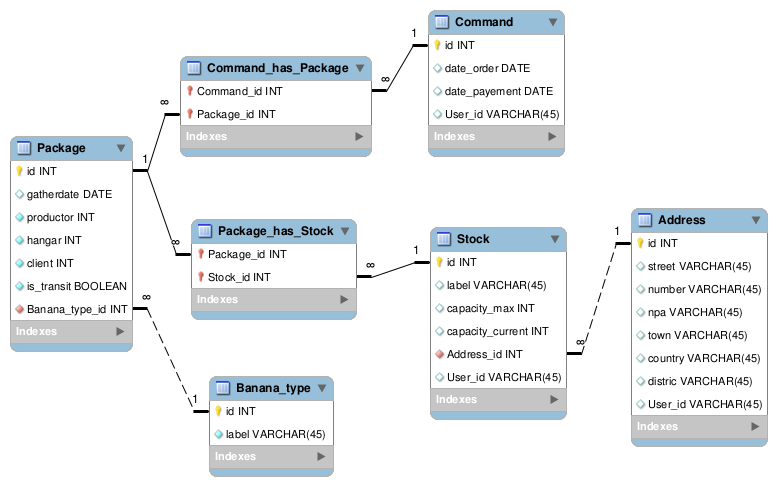 Command
id INT
date_order DATE
date_payement DATE
User_id VARCHAR(45)
Indexes
1
∞
Command_has_Package
Command_id INT
Package_id INT
Indexes
∞
1
Package
id INT
gatherdate DATE
productor INT
hangar INT
client INT
is_transit BOOLEAN
Banana_type_id INT
Indexes
∞
∞
Package_has_Stock
Package_id INT
Stock_id INT
Indexes
∞
1
Stock
id INT
label VARCHAR(45)
capacity_max INT
capacity_current INT
Address_id INT
User_id VARCHAR(45)
Indexes
∞
1
Address
id INT
street VARCHAR(45)
number VARCHAR(45)
npa VARCHAR(45)
town VARCHAR(45)
country VARCHAR(45)
distric VARCHAR(45)
User_id VARCHAR(45)
Indexes
1
Banana_type
id INT
label VARCHAR(45)
Indexes